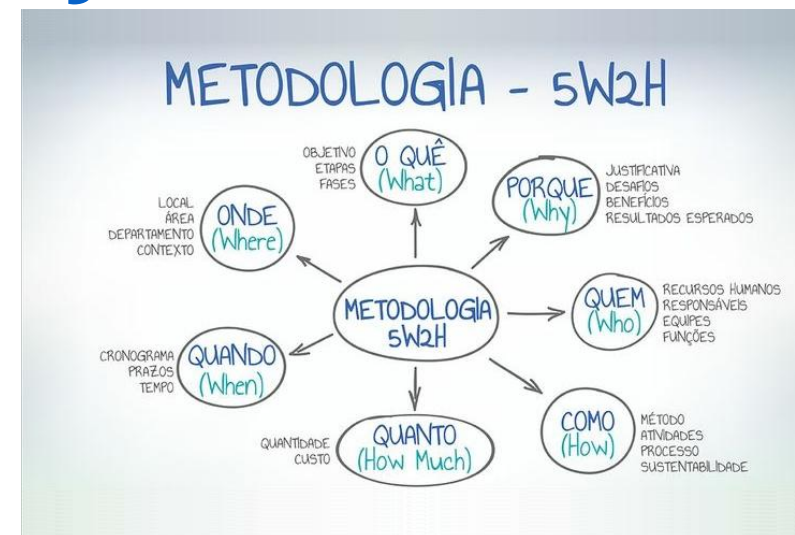 METODOLOGIA - 5W2H
OBJETIVO
ETAPAS
FASES
O QUÊ
(What)
PORQUE
(Why)
JUSTIFICATIVA
DESAFIOS
BENEFÍCIOS
RESULTADOS ESPERADOS
LOCAL
ÁREA
DEPARTAMENTO
CONTEXTO
ONDE
(Where)
METODOLOGIA
5W2H
QUEM
(Who)
RECURSOS HUMANOS
RESPONSÁVEIS
EQUIPES
FUNÇÕES
CRONOGRAMA
PRAZOS
TEMPO
QUANDO
(When)
QUANTIDADE
CUSTO
QUANTO
(How Much)
COMO
(How)
MÉTODO
ATIVIDADES
PROCESSO
SUSTENTABILIDADE